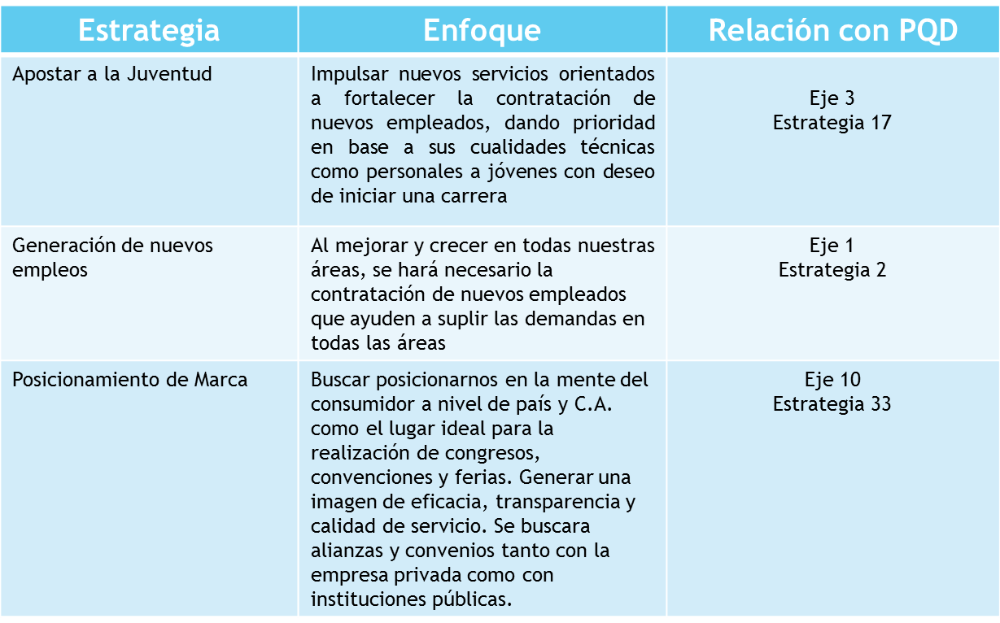 Estrategia
Enfoque
Relación con PQD
Apostar a la Juventud
Impulsar nuevos servicios orientados
a fortalecer la contratación de
nuevos empleados, dando prioridad
en base a sus cualidades técnicas
como personales a jóvenes con deseo
de iniciar una carrera
Eje 3
Estrategia 17
Generación de nuevos
empleos
Al mejorar y crecer en todas nuestras
áreas, se hará necesario la
contratación de nuevos empleados
que ayuden a suplir las demandas en
todas las áreas
Eje 1
Estrategia 2
Posicionamiento de Marca
Buscar posicionarnos en la mente del
consumidor a nivel de país y C.A.
como el lugar ideal para la
realización de congresos,
convenciones y ferias. Generar una
imagen de eficacia, transparencia y
calidad de servicio. Se buscara
alianzas y convenios tanto con la
empresa privada como con
instituciones públicas.
Eje 10
Estrategia 33